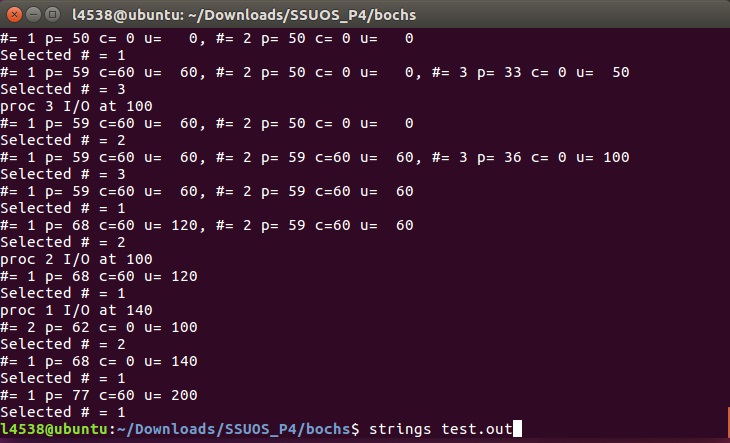 l4538@ubuntu: ~/Downloads/SSUOS_P4/bochs
#= 1 p= 50 c= 0 u=   0, #= 2 p= 50 c= 0 u=   0
Selected # = 1
#= 1 p= 59 c=60 u=  60, #= 2 p= 50 c= 0 u=   0, #= 3 p= 33 c= 0 u=  50
Selected # = 3
proc 3 I/O at 100
#= 1 p= 59 c=60 u=  60, #= 2 p= 50 c= 0 u=   0
Selected # = 2
#= 1 p= 59 c=60 u=  60, #= 2 p= 59 c=60 u=  60, #= 3 p= 36 c= 0 u= 100
Selected # = 3
#= 1 p= 59 c=60 u=  60, #= 2 p= 59 c=60 u=  60
Selected # = 1
#= 1 p= 68 c=60 u= 120, #= 2 p= 59 c=60 u=  60
Selected # = 2
proc 2 I/O at 100
#= 1 p= 68 c=60 u= 120
Selected # = 1
proc 1 I/O at 140
#= 2 p= 62 c= 0 u= 100
Selected # = 2
#= 1 p= 68 c= 0 u= 140
Selected # = 1
#= 1 p= 77 c=60 u= 200
Selected # = 1
l4538@ubuntu:~/Downloads/SSUOS_P4/bochs$ strings test.out